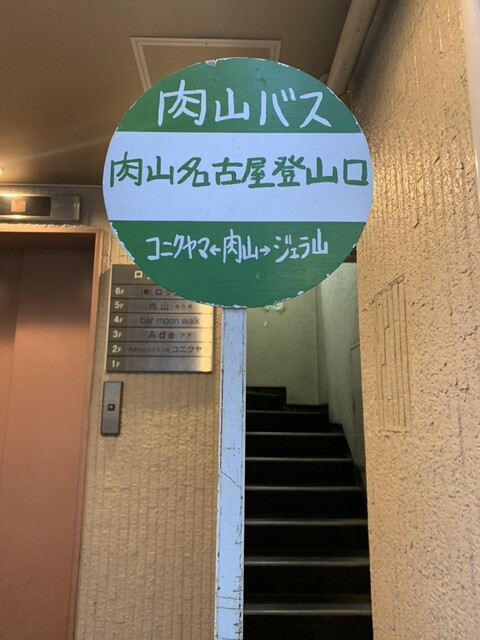 肉山バス
肉山名古屋登山口
コニクヤマ←肉山→ジェラ山
6F
5F 肉山
4F bar moon walk
3F Ade
2F コニクヤ
1F